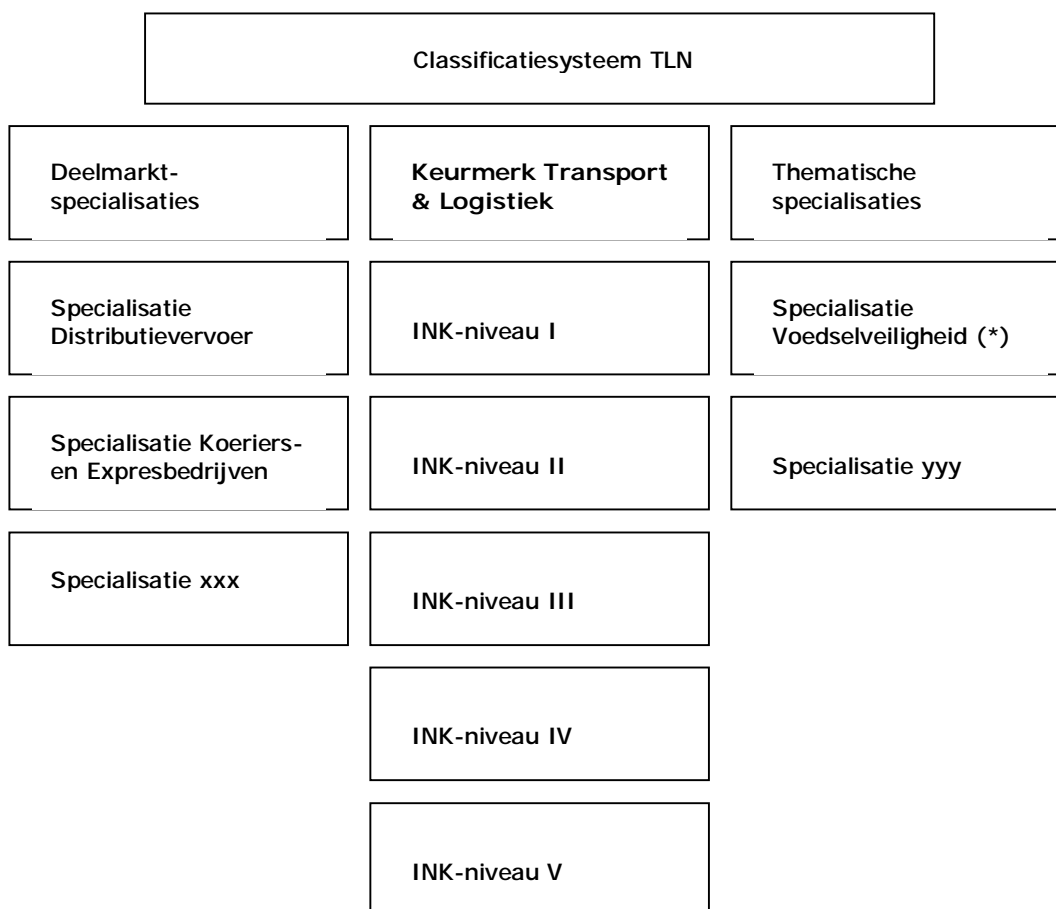 Classificatiesysteem TLN
Deelmarkt-
specialisaties
Keurmerk Transport
& Logistiek
Thematische
specialisaties
Specialisatie
Distributievervoer
INK-niveau I
Specialisatie
Voedselveiligheid (*)
Specialisatie Koeriers-
en Expresbedrijven
INK-niveau II
Specialisatie yyy
Specialisatie xxx
INK-niveau III
INK-niveau IV
INK-niveau V